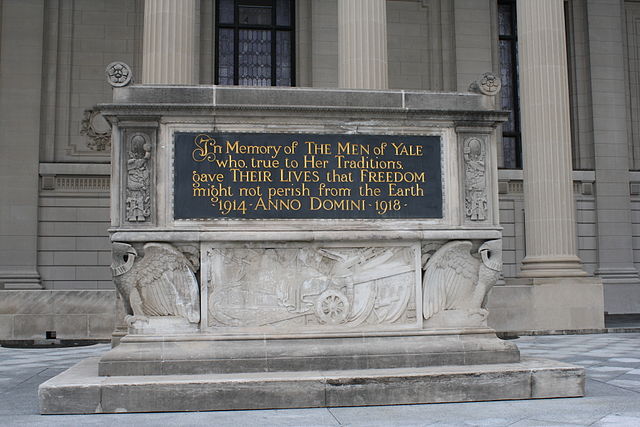 In Memory of THE MEN of YALE
who, true to Her Traditions,
gave THEIR LIVES that FREEDOM
might not perish from the Earth
·1914· ANNO DOMINI ·1918·